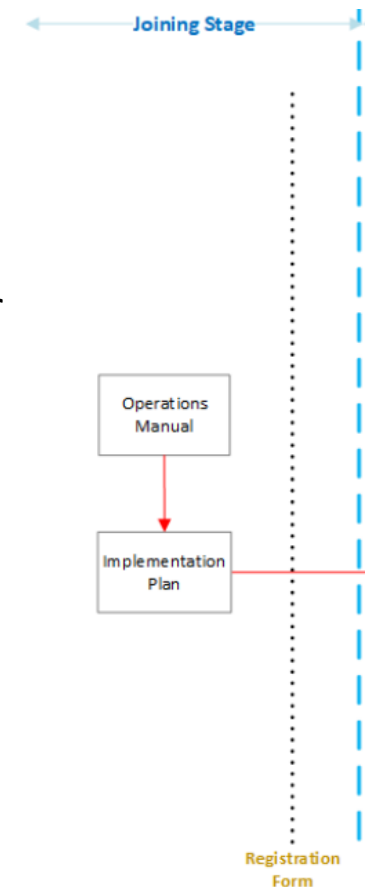 Joining Stage
Operations
Manual
Implementation
Plan
Registration
Form